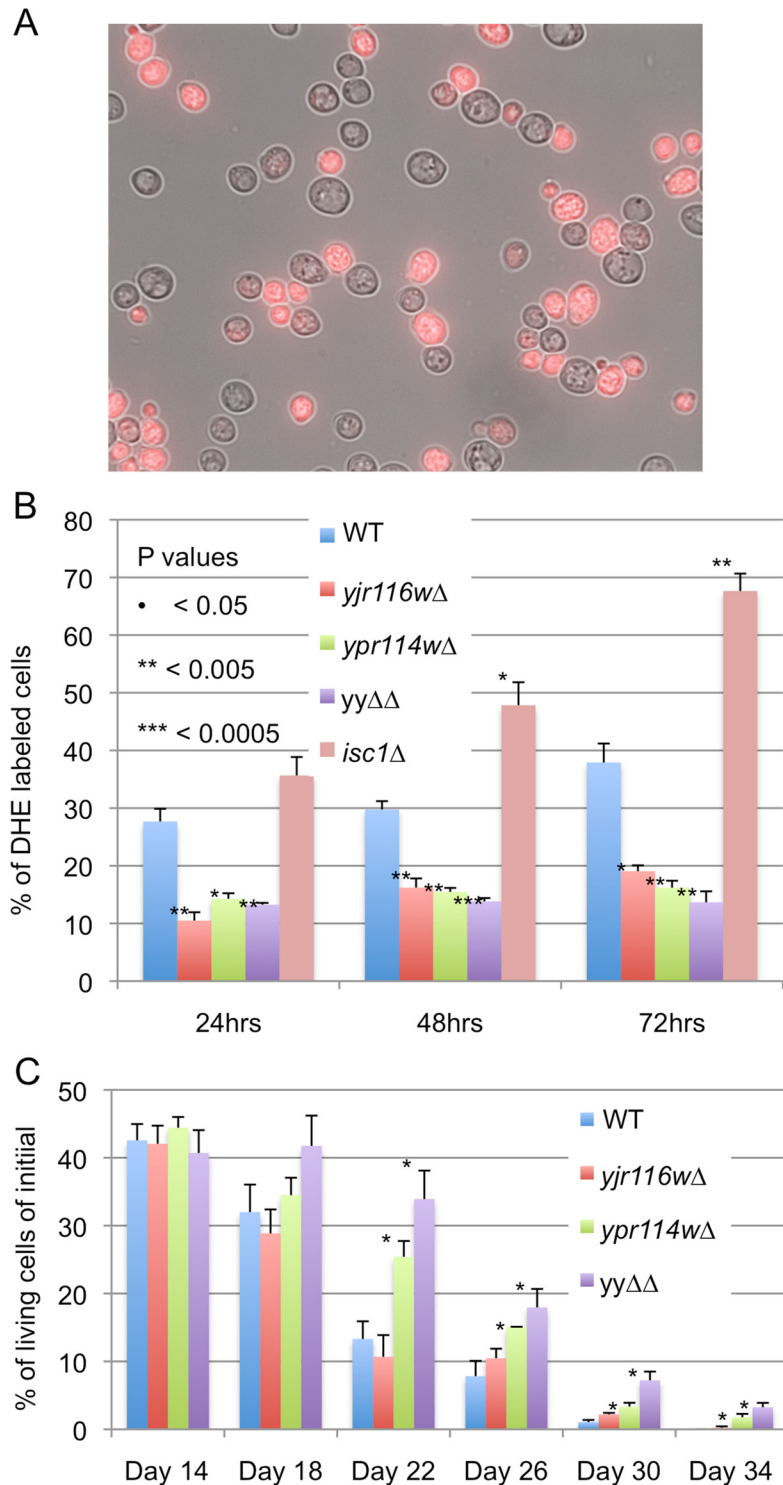 A
B
% of DHE labeled cells
80
70
60
50
40
30
20
10
0
P values
• < 0.05
** < 0.005
*** < 0.0005
WT
yjr116wΔ
ypr114wΔ
yyΔΔ
isc1Δ
** * **
** ** *** *
* ** ** **
24hrs 48hrs 72hrs
C
% of living cells of initiial
50
40
30
20
10
0
WT
yjr116wΔ
ypr114wΔ
yyΔΔ
* *
* *
* *
* *
Day 14 Day 18 Day 22 Day 26 Day 30 Day 34